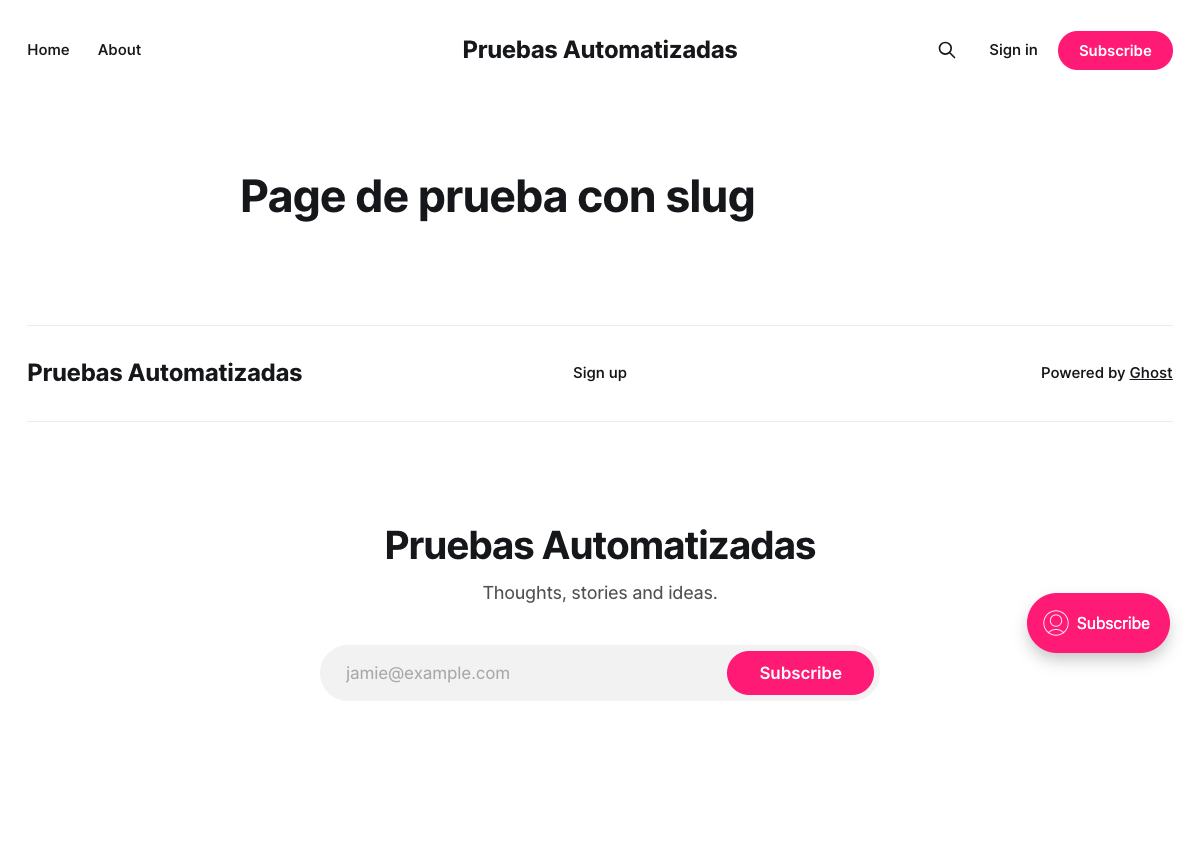 Home About Pruebas Automatizadas Sign in Subscribe
Page de prueba con slug
Pruebas Automatizadas Sign up Powered by Ghost
Pruebas Automatizadas
Thoughts, stories and ideas.
Subscribe
jamie@example.com Subscribe